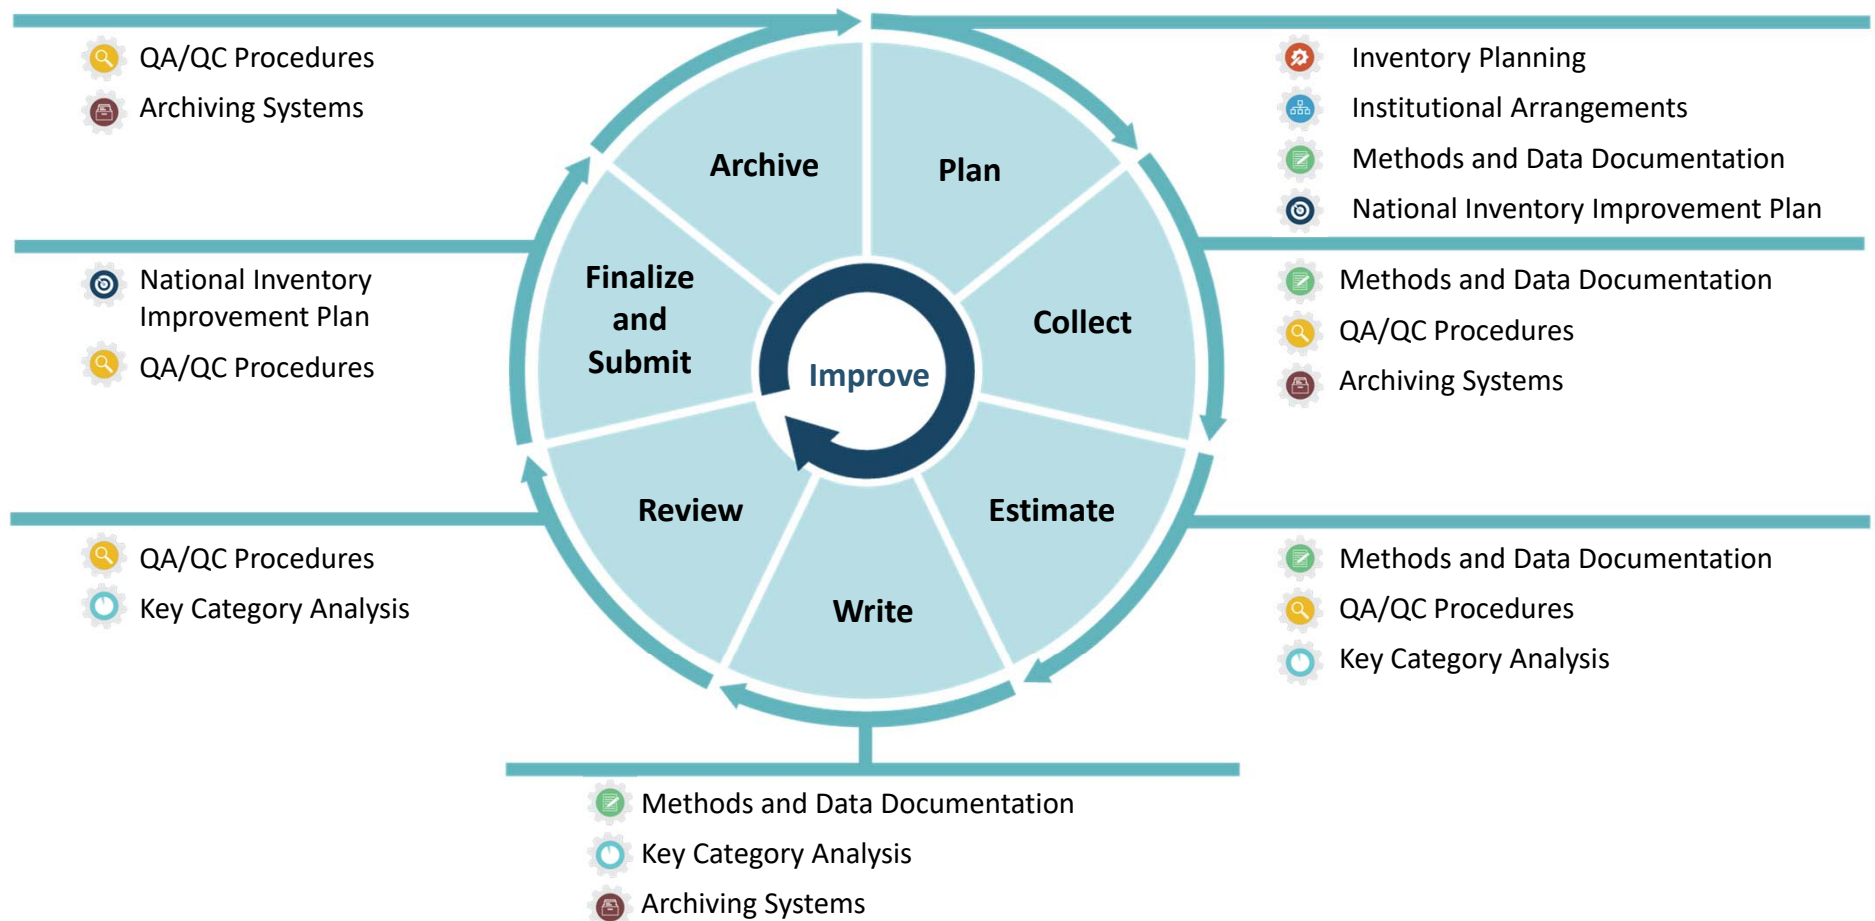 QA/QC Procedures
Archiving Systems
Inventory Planning
Institutional Arrangements
Methods and Data Documentation
National Inventory Improvement Plan
Archive
Plan
National Inventory
Improvement Plan
QA/QC Procedures
Finalize
and
Submit
Collect
Improve
Methods and Data Documentation
QA/QC Procedures
Archiving Systems
Review
Estimate
Write
QA/QC Procedures
Key Category Analysis
Methods and Data Documentation
QA/QC Procedures
Key Category Analysis
Methods and Data Documentation
Key Category Analysis
Archiving Systems